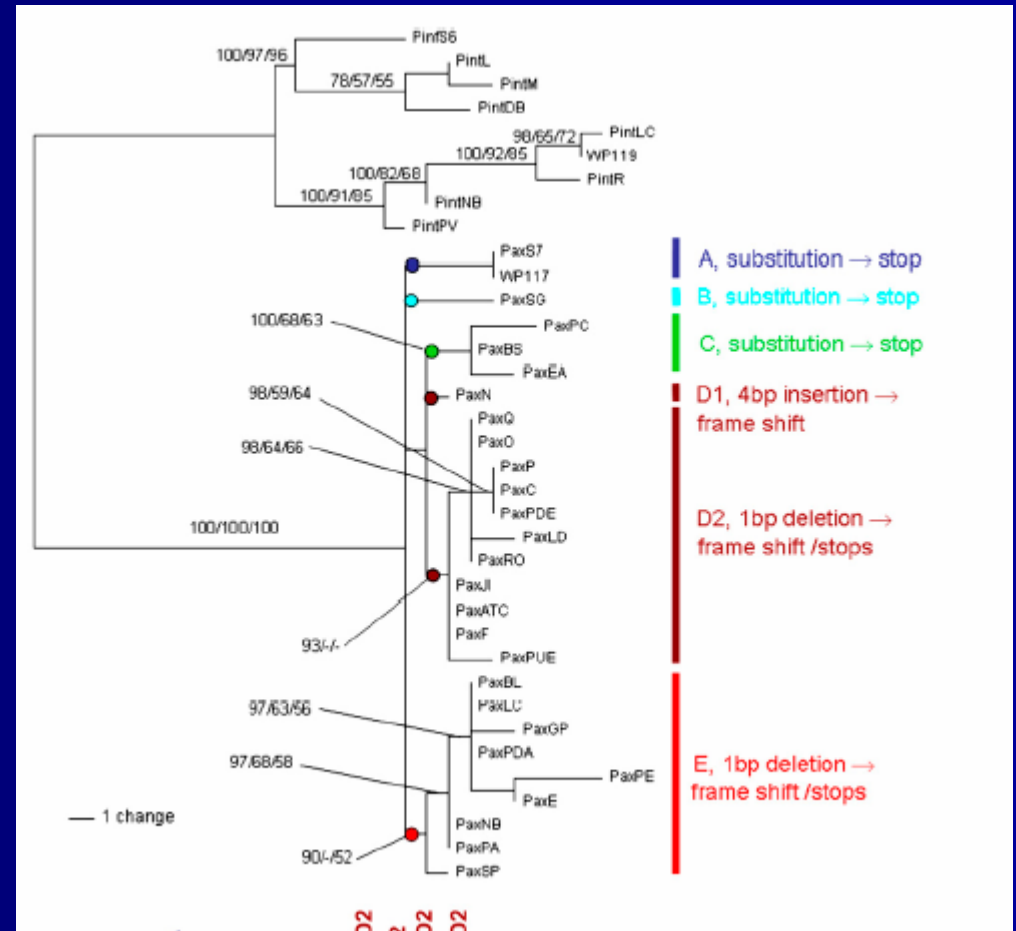 PinfS6
100/97/96
PintL
78/57/55
PintM
PintDB
98/65/72
PintLC
100/92/85
WP119
100/82/68
PintR
100/91/85
PintNB
PintPV
PaxS7
A, substitution → stop
WP117
PaxSG
B, substitution → stop
100/68/63
PaxPC
PaxBS
C, substitution → stop
PaxEA
98/59/64
PaxN
D1, 4bp insertion →
frame shift
PaxQ
98/64/66
PaxO
PaxP
PaxC
PaxPDE
D2, 1bp deletion →
frame shift /stops
100/100/100
PaxLD
PaxRO
PaxJI
PaxATC
PaxF
93/-/-
PaxPUE
PaxBL
97/63/56
PaxLC
PaxGP
PaxPDA
97/68/58
E, 1bp deletion →
frame shift /stops
PaxPE
PaxE
1 change
PaxNB
PaxPA
90/-/52
PaxSP
D2
2
D2
D2